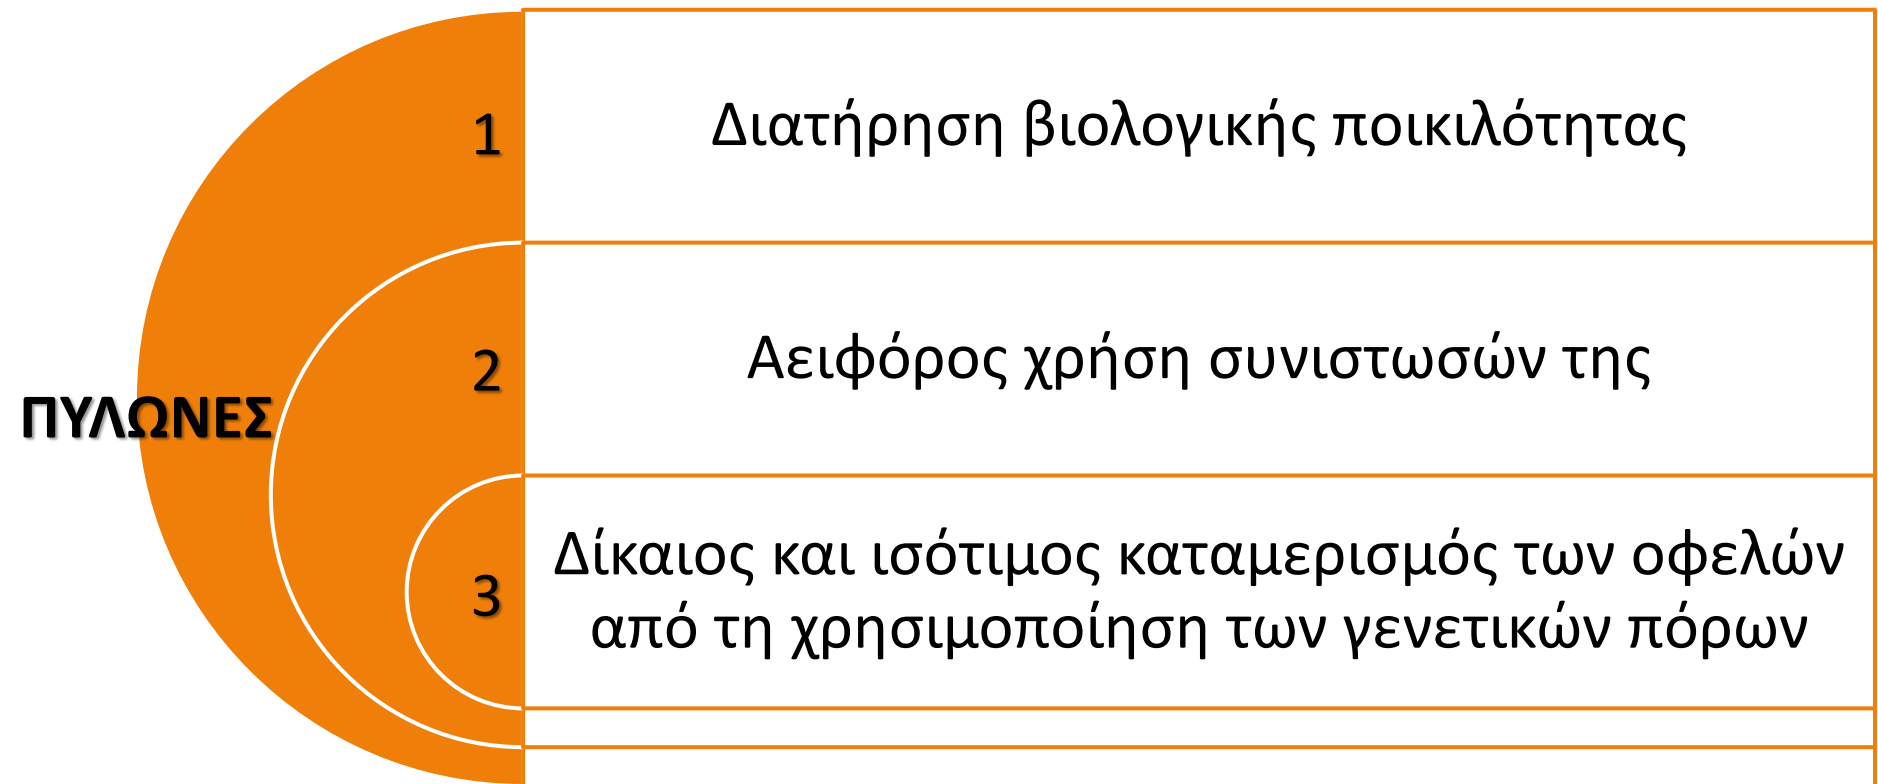 ΠΥΛΩΝΕΣ
1
Διατήρηση βιολογικής ποικιλότητας
2
Αειφόρος χρήση συνιστωσών της
3
Δίκαιος και ισότιμος καταμερισμός των οφελών
από τη χρησιμοποίηση των γενετικών πόρων